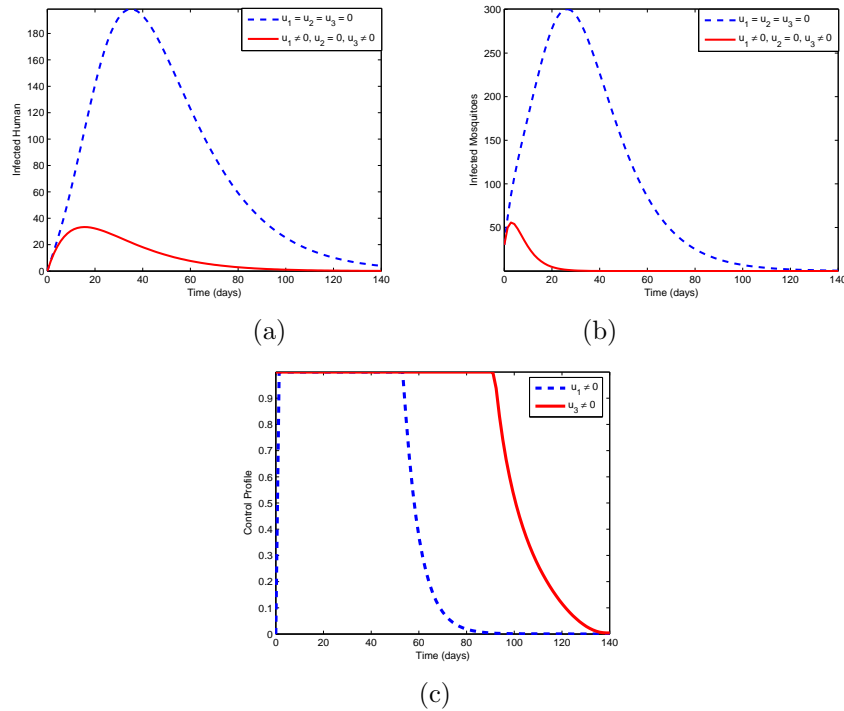 u₁ = u₂ = u₃ = 0
u₁ ≠ 0, u₂ = 0, u₃ ≠ 0
Infected Human
180
160
140
120
100
80
60
40
20
0
0 20 40 60 80 100 120 140
Time (days)
(a)
u₁ = u₂ = u₃ = 0
u₁ ≠ 0, u₂ = 0, u₃ ≠ 0
Infected Mosquitoes
300
250
200
150
100
50
0 20 40 60 80 100 120 140
Time (days)
(b)
u₁ ≠ 0
u₃ ≠ 0
Control Profile
0.9
0.8
0.7
0.6
0.5
0.4
0.3
0.2
0.1
0
0 20 40 60 80 100 120 140
Time (days)
(c)